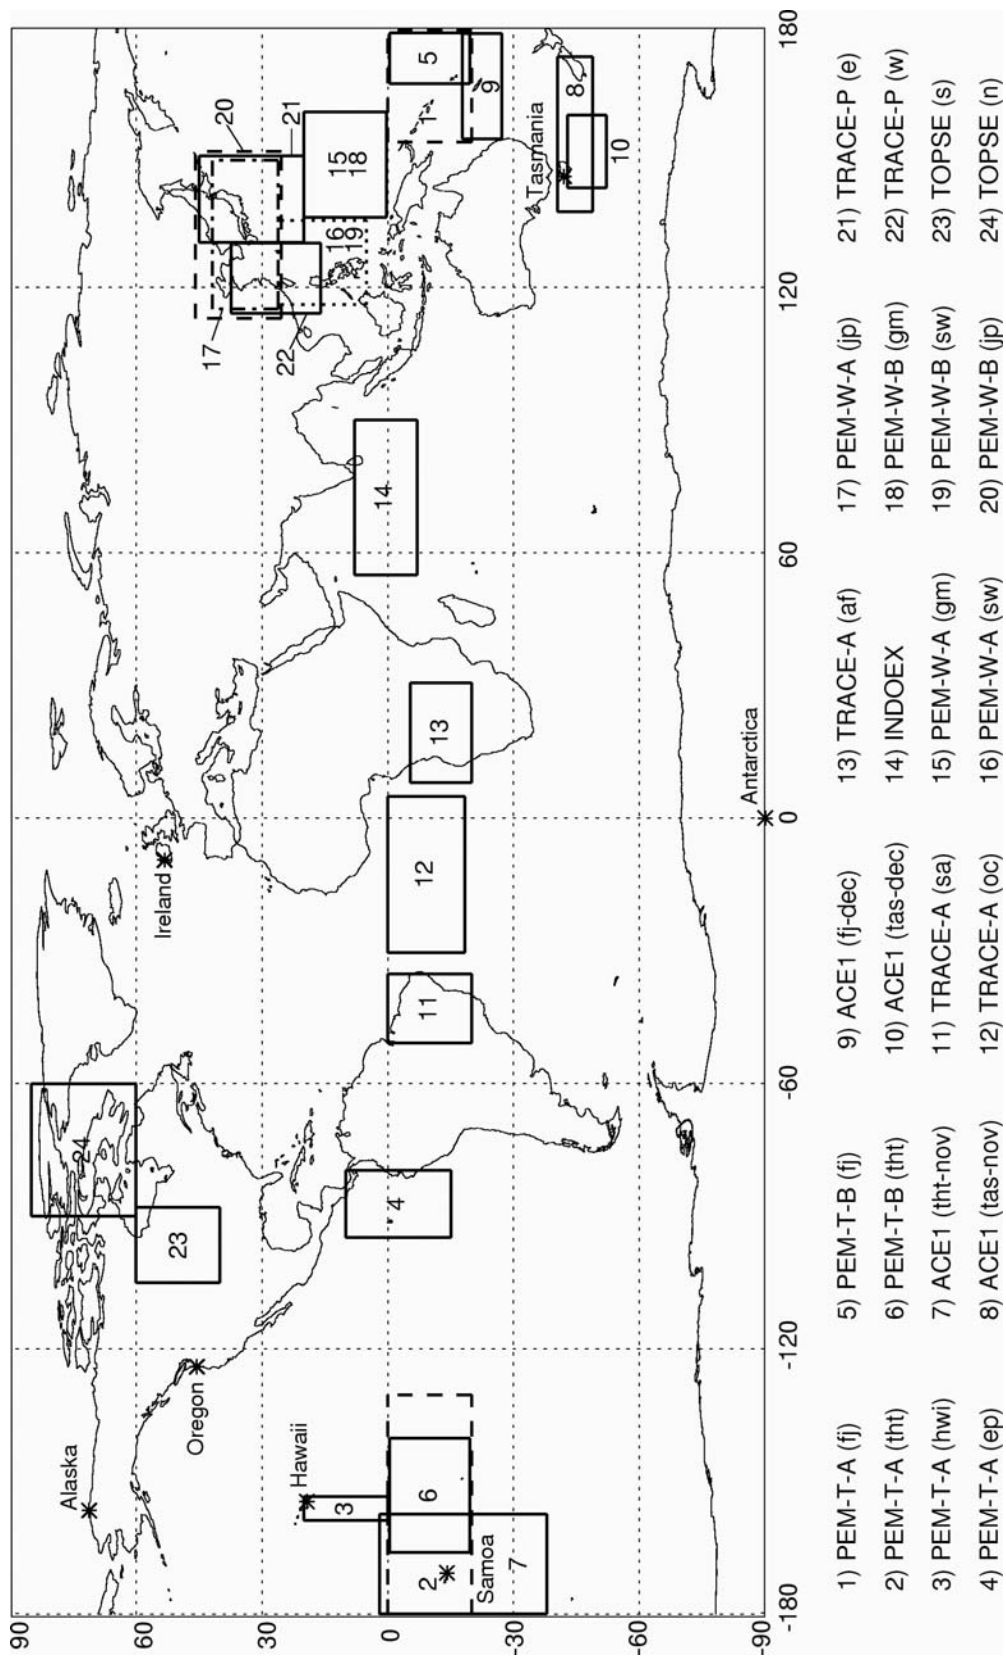 90
Alaska
24
60
Ireland
23
Oregon
17
20
30
22
21
Hawaii
3
16
15
19
18
14
0
4
2
6
11
12
1
5
13
Samoa
9
-30
7
Tasmania
8
10
-60
Antarctica
-90
-180 -120 -60 0 60 120 180
1) PEM-T-A (fj) 5) PEM-T-B (fj) 9) ACE1 (fj-dec) 13) TRACE-A (af) 17) PEM-W-A (jp) 21) TRACE-P (e)
2) PEM-T-A (tht) 6) PEM-T-B (tht) 10) ACE1 (tas-dec) 14) INDOEX 18) PEM-W-B (gm) 22) TRACE-P (w)
3) PEM-T-A (hwi) 7) ACE1 (tht-nov) 11) TRACE-A (sa) 15) PEM-W-A (gm) 19) PEM-W-B (sw) 23) TOPSE (s)
4) PEM-T-A (ep) 8) ACE1 (tas-nov) 12) TRACE-A (oc) 16) PEM-W-A (sw) 20) PEM-W-B (jp) 24) TOPSE (n)